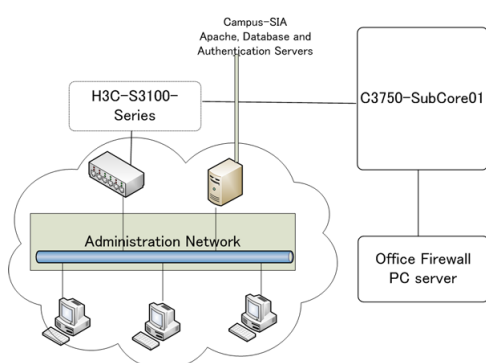 Campus-SIA
Apache, Database and
Authentication Servers
H3C-S3100-
Series
C3750-SubCore01
Administration Network
Office Firewall
PC server